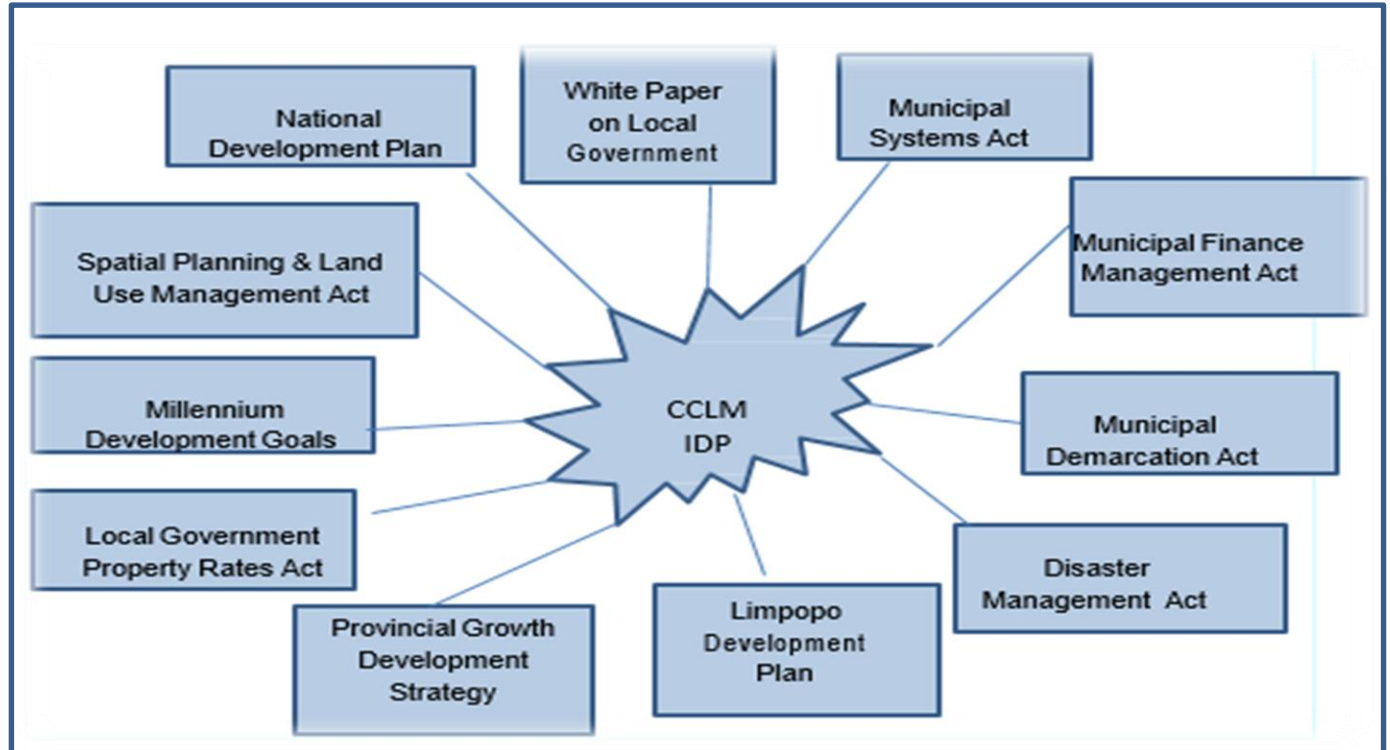 National
Development Plan
White Paper
on Local
Government
Municipal
Systems Act
Municipal Finance
Management Act
Spatial Planning & Land
Use Management Act
Millennium
Development Goals
CCLM
IDP
Municipal
Demarcation Act
Local Government
Property Rates Act
Disaster
Management Act
Provincial Growth
Development
Strategy
Limpopo
Development
Plan